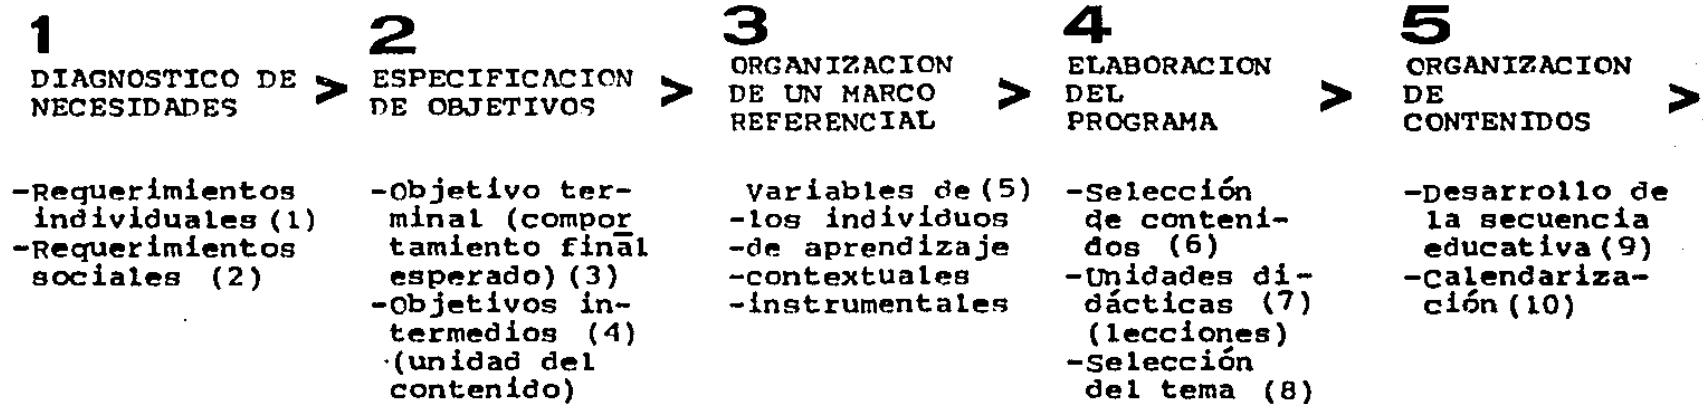 1
DIAGNOSTICO DE
NECESIDADES
>
-Requerimientos
individuales (1)
-Requerimientos
sociales (2)
2
ESPECIFICACION
DE OBJETIVOS
>
-Objetivo ter-
minal (compor
tamiento final
esperado) (3)
-Objetivos in-
termedios (4)
(unidad del
contenido)
3
ORGANIZACION
DE UN MARCO
REFERENCIAL
>
Variables de (5)
-los individuos
-de aprendizaje
-contextuales
-instrumentales
4
ELABORACION
DEL
PROGRAMA
>
-Selección
de conteni-
dos (6)
-Unidades di-
dácticas (7)
(lecciones)
-Selección
del tema (8)
5
ORGANIZACION
DE
CONTENIDOS
>
-Desarrollo de
la secuencia
educativa (9)
-Calendariza-
ción (10)